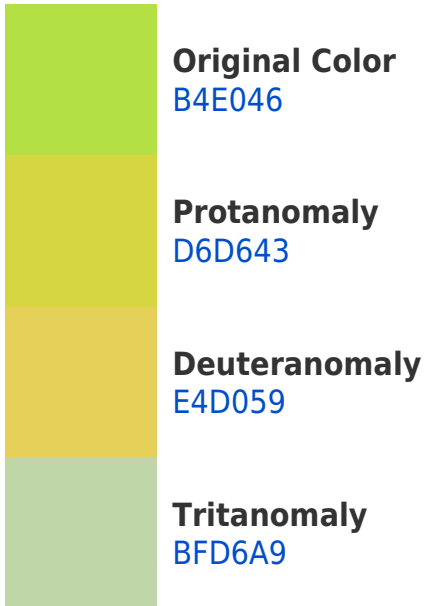 Original Color
B4E046
Protanomaly
D6D643
Deuteranomaly
E4D059
Tritanomaly
BFD6A9